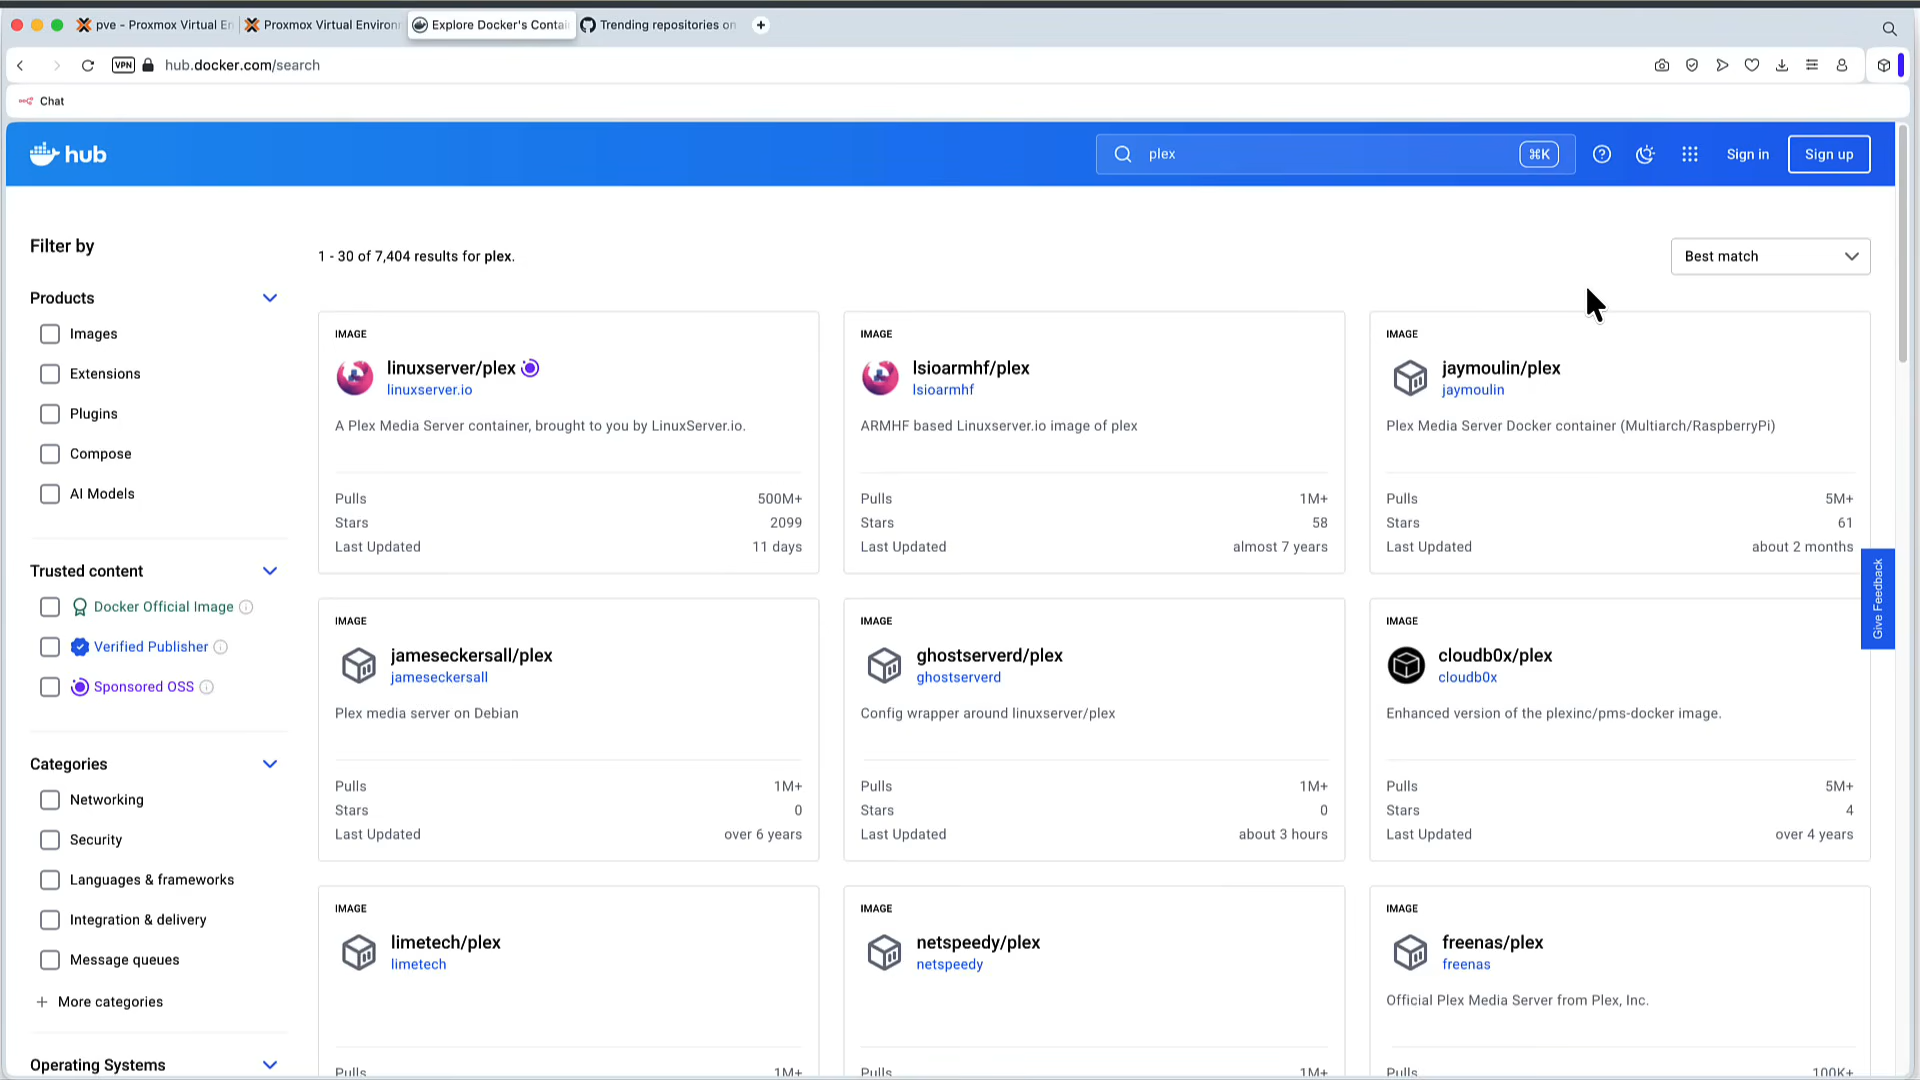 pve - Proxmox Virtual En
Proxmox Virtual Environ
Explore Docker's Contai
Trending repositories on
VPN
hub.docker.com/search
Chat
hub
plex
⌘K
Sign in
Sign up
Filter by
1 - 30 of 7,404 results for plex.
Best match
Products
Images
Extensions
Plugins
Compose
AI Models
Trusted content
Docker Official Image
Verified Publisher
Sponsored OSS
Categories
Networking
Security
Languages & frameworks
Integration & delivery
Message queues
+ More categories
Operating Systems
IMAGE
linuxserver/plex
linuxserver.io
A Plex Media Server container, brought to you by LinuxServer.io.
Pulls 500M+
Stars 2099
Last Updated 11 days
IMAGE
lsioarmhf/plex
lsioarmhf
ARMHF based Linuxserver.io image of plex
Pulls 1M+
Stars 58
Last Updated almost 7 years
IMAGE
jaymoulin/plex
jaymoulin
Plex Media Server Docker container (Multiarch/RaspberryPi)
Pulls 5M+
Stars 61
Last Updated about 2 months
IMAGE
jameseckersall/plex
jameseckersall
Plex media server on Debian
Pulls 1M+
Stars 0
Last Updated over 6 years
IMAGE
ghostserverd/plex
ghostserverd
Config wrapper around linuxserver/plex
Pulls 1M+
Stars 0
Last Updated about 3 hours
IMAGE
cloudb0x/plex
cloudb0x
Enhanced version of the plexinc/pms-docker image.
Pulls 5M+
Stars 4
Last Updated over 4 years
IMAGE
limetech/plex
limetech
Pulls 1M+
IMAGE
netspeedy/plex
netspeedy
Pulls 1M+
IMAGE
freenas/plex
freenas
Official Plex Media Server from Plex, Inc.
Pulls 100K+
Give Feedback